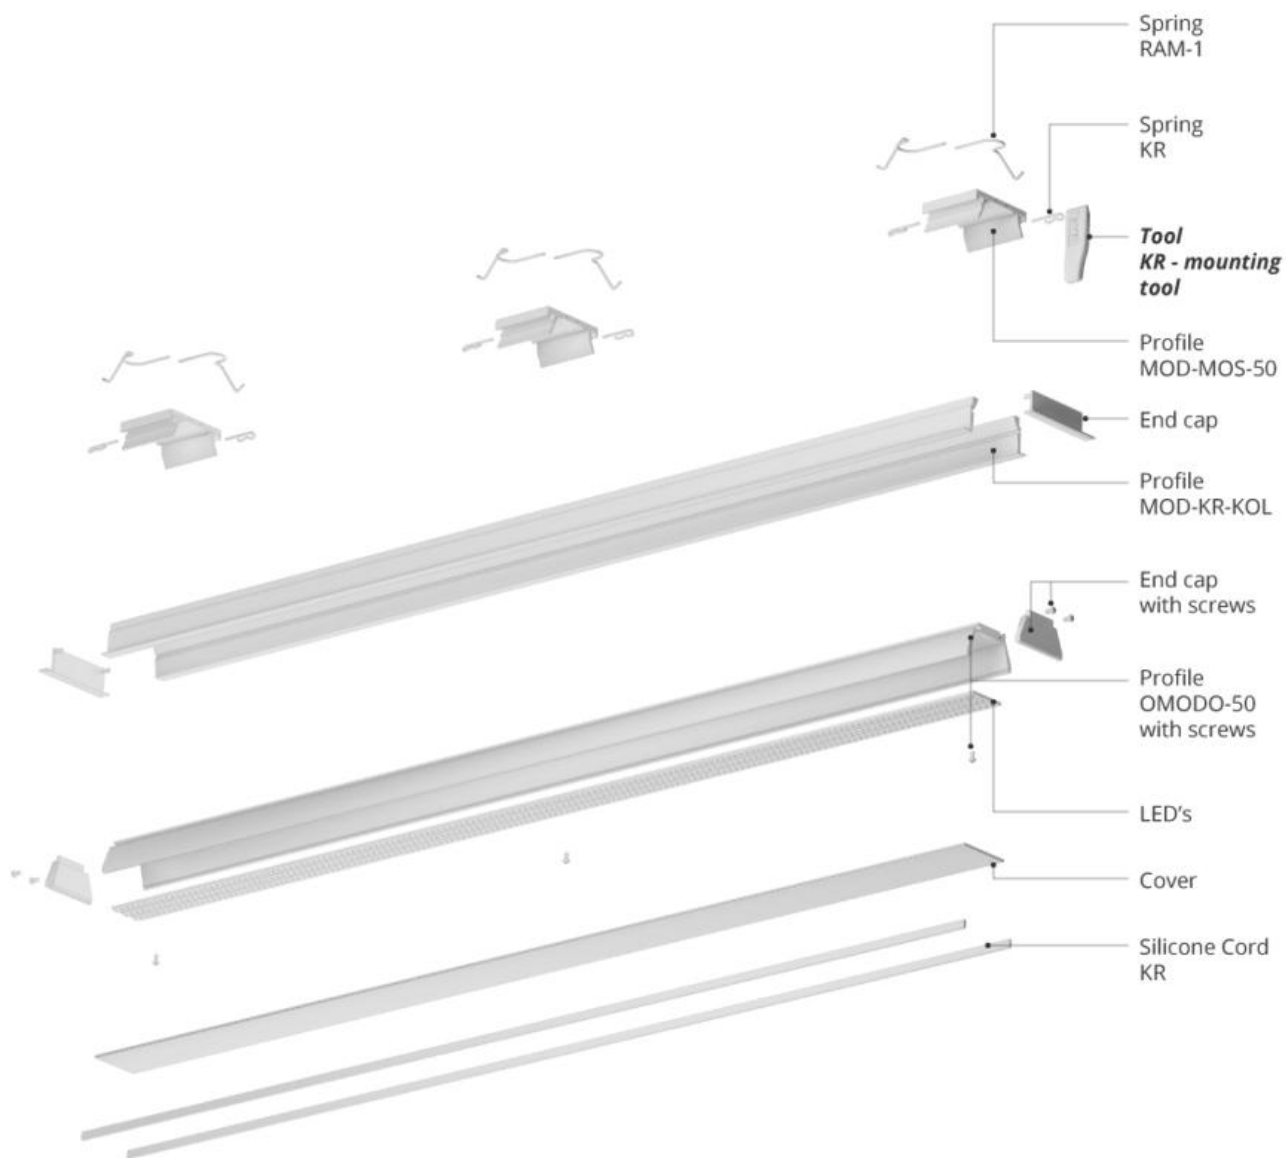 Spring
RAM-1
Spring
KR
Tool
KR - mounting
tool
Profile
MOD-MOS-50
End cap
Profile
MOD-KR-KOL
End cap
with screws
Profile
OMODO-50
with screws
LED's
Cover
Silicone Cord
KR